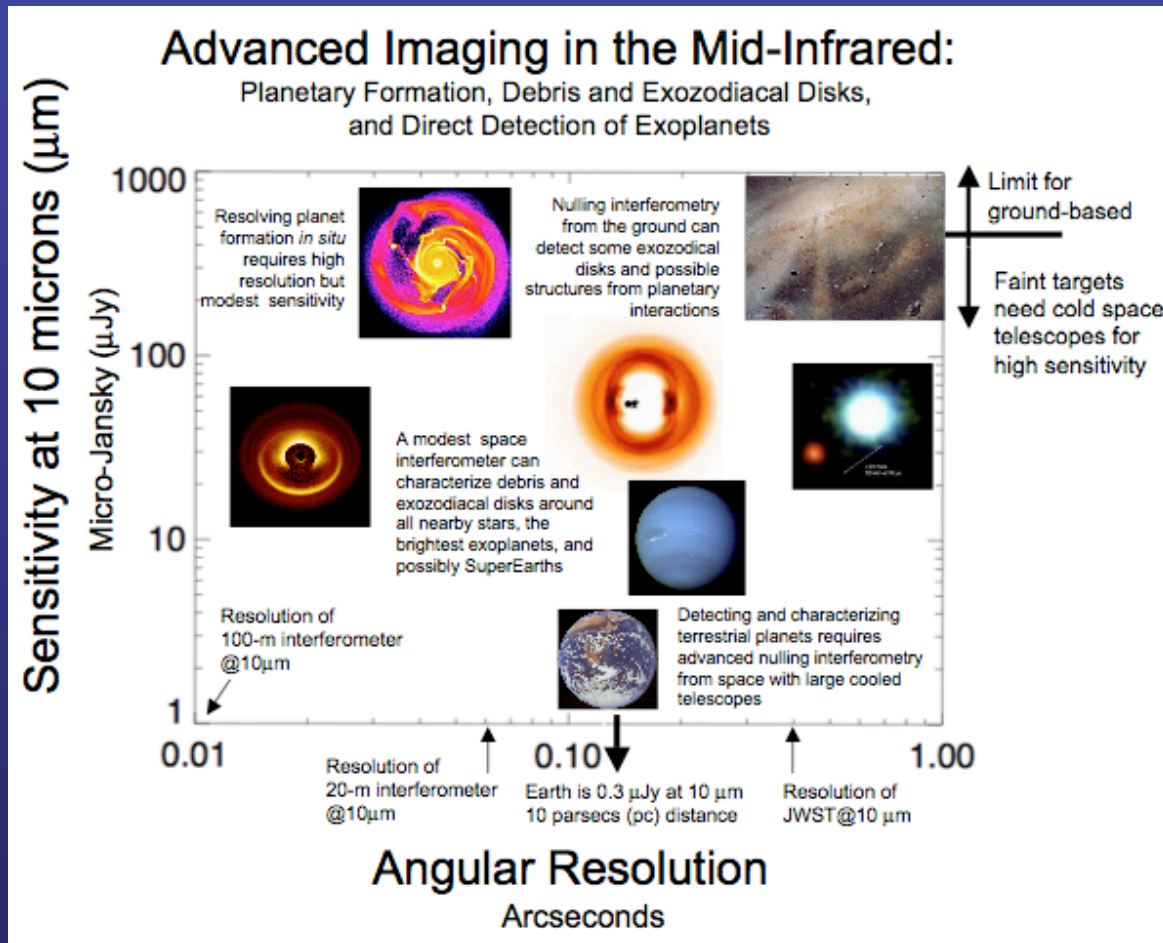 Advanced Imaging in the Mid-Infrared:
Planetary Formation, Debris and Exozodiacal Disks,
and Direct Detection of Exoplanets
Sensitivity at 10 microns (μm)
Micro-Jansky (μJy)
1000
100
10
1
Resolving planet
formation in situ
requires high
resolution but
modest sensitivity
Nulling interferometry
from the ground can
detect some exozodical
disks and possible
structures from planetary
interactions
Limit for
ground-based
Faint targets
need cold space
telescopes for
high sensitivity
A modest space
interferometer can
characterize debris and
exozodiacal disks around
all nearby stars, the
brightest exoplanets, and
possibly SuperEarths
Resolution of
100-m interferometer
@10μm
Detecting and characterizing
terrestrial planets requires
advanced nulling interferometry
from space with large cooled
telescopes
0.01
0.10
1.00
Resolution of
20-m interferometer
@10μm
Earth is 0.3 μJy at 10 μm
10 parsecs (pc) distance
Resolution of
JWST@10 μm
Angular Resolution
Arcseconds